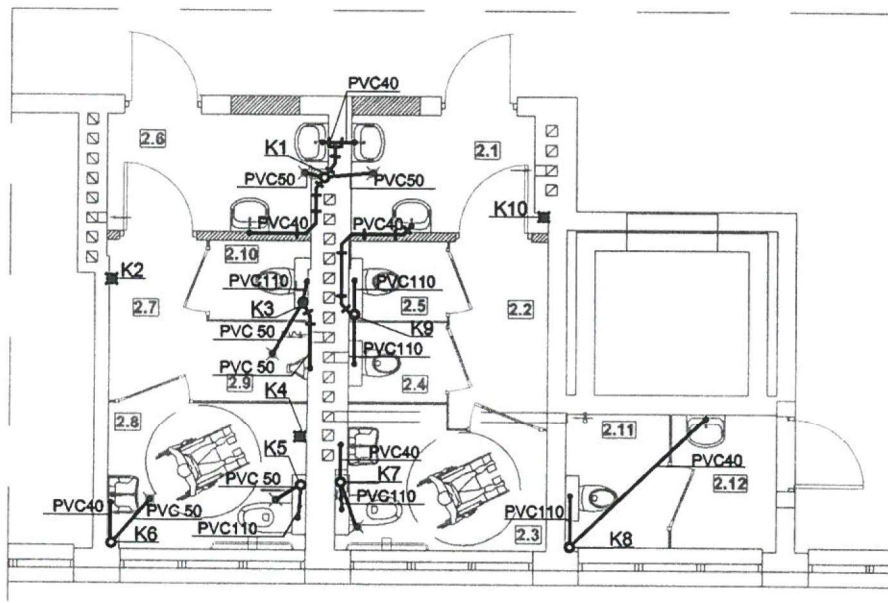 PVC40
2.6
K1
2.1
PVC50
PVC50
PVC40
PVC40
K10
2.10
K2
PVC110
PVC110
2.7
K3
2.5
2.2
PVC 50
K9
PVC 50
PVC110
2.9
2.4
K4
2.8
2.11
K5
PVC40
PVC40
PVC 50
K7
2.12
PVC40
PVC 50
PVC110
PVC110
PVC110
K6
2.3
K8